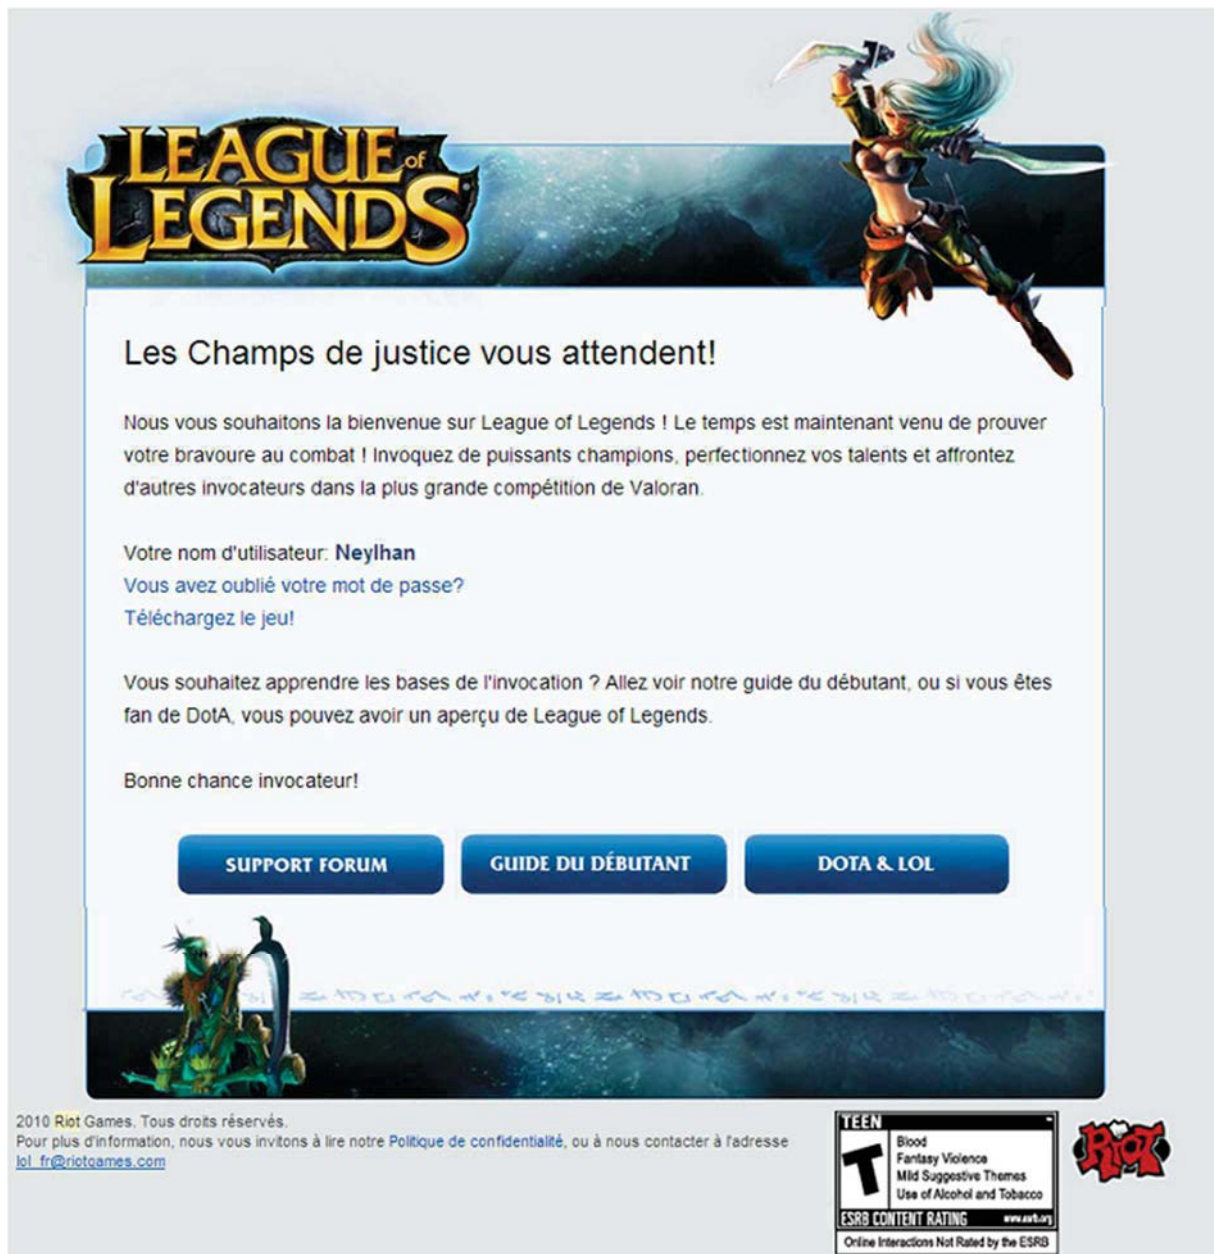 LEAGUE of
LEGENDS
Les Champs de justice vous attendent!
Nous vous souhaitons la bienvenue sur League of Legends ! Le temps est maintenant venu de prouver
votre bravoure au combat ! Invoquez de puissants champions, perfectionnez vos talents et affrontez
d'autres invocateurs dans la plus grande compétition de Valoran.
Votre nom d'utilisateur: Neylhan
Vous avez oublié votre mot de passe?
Téléchargez le jeu!
Vous souhaitez apprendre les bases de l'invocation ? Allez voir notre guide du débutant, ou si vous êtes
fan de DotA, vous pouvez avoir un aperçu de League of Legends.
Bonne chance invocateur!
SUPPORT FORUM
GUIDE DU DÉBUTANT
DOTA & LOL
2010 Riot Games. Tous droits réservés.
Pour plus d'information, nous vous invitons à lire notre Politique de confidentialité, ou à nous contacter à l'adresse
lol_fr@riotgames.com
TEEN
T
Blood
Fantasy Violence
Mild Suggestive Themes
Use of Alcohol and Tobacco
ESRB CONTENT RATING www.esrb.org
Online Interactions Not Rated by the ESRB
RIOT